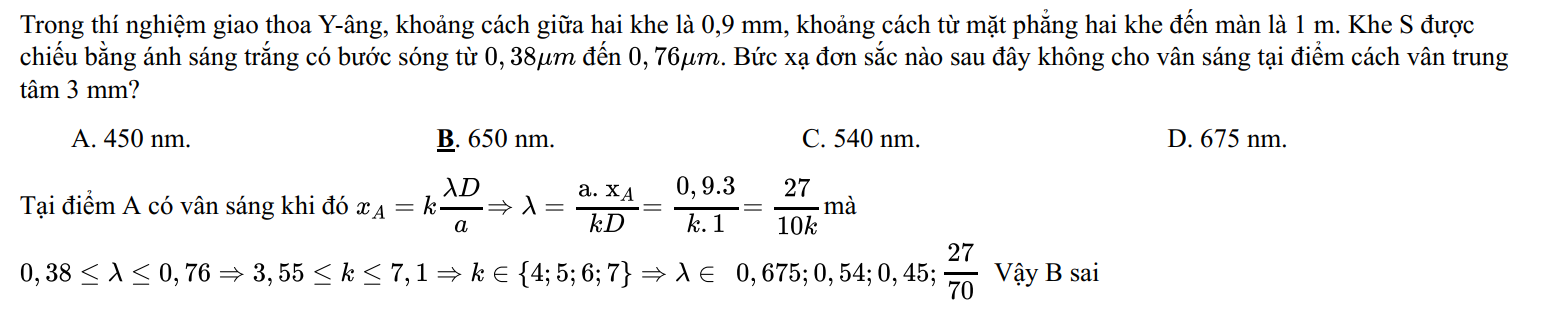 Trong thí nghiệm giao thoa Y-âng, khoảng cách giữa hai khe là 0,9 mm, khoảng cách từ mặt phẳng hai khe đến màn là 1 m. Khe S được
chiếu bằng ánh sáng trắng có bước sóng từ 0, 38μm đến 0, 76μm. Bức xạ đơn sắc nào sau đây không cho vân sáng tại điểm cách vân trung
tâm 3 mm?
A. 450 nm. B. 650 nm. C. 540 nm. D. 675 nm.
Tại điểm A có vân sáng khi đó $x_A = k\frac{\lambda D}{a} \Rightarrow \lambda = \frac{a. x_A}{kD} = \frac{0, 9.3}{k. 1} = \frac{27}{10k}$ mà
$0, 38 \leq \lambda \leq 0, 76 \Rightarrow 3, 55 \leq k \leq 7, 1 \Rightarrow k \in \{4; 5; 6; 7\} \Rightarrow \lambda \in \ 0, 675; 0, 54; 0, 45; \frac{27}{70}$ Vậy B sai